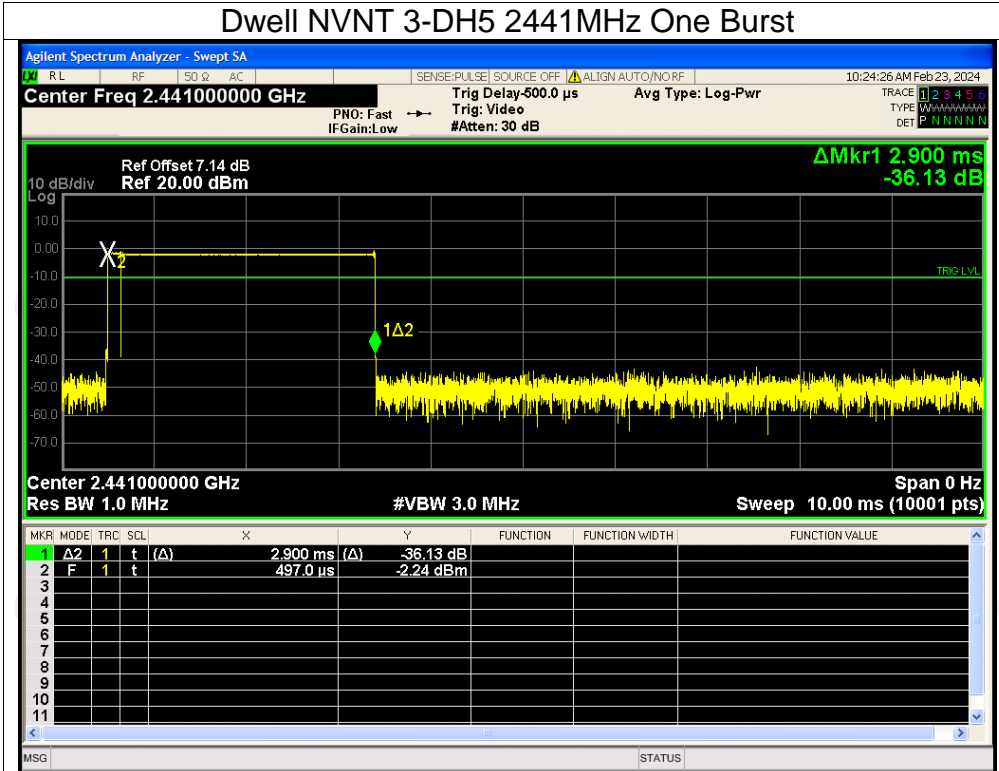 Dwell NVNT 3-DH5 2441MHz One Burst
Agilent Spectrum Analyzer - Swept SA
LXI RL RF 50 Ω AC SENSE:PULSE SOURCE OFF ALIGN AUTO/NO RF 10:24:26 AM Feb 23, 2024
Center Freq 2.441000000 GHz Trig Delay-500.0 µs Avg Type: Log-Pwr TRACE 1 2 3 4 5 6
PNO: Fast Trig: Video TYPE W
IFGain:Low #Atten: 30 dB DET P N N N N N
ΔMkr1 2.900 ms
-36.13 dB
Ref Offset 7.14 dB
10 dB/div Ref 20.00 dBm
Log
10.0
0.00
2
-10.0
TRIG LVL
-20.0
-30.0
1Δ2
-40.0
-50.0
-60.0
-70.0
Center 2.441000000 GHz Span 0 Hz
Res BW 1.0 MHz #VBW 3.0 MHz Sweep 10.00 ms (10001 pts)
MKR MODE TRC SCL X Y FUNCTION FUNCTION WIDTH FUNCTION VALUE
1 Δ2 1 t (Δ) 2.900 ms (Δ) -36.13 dB
2 F 1 t 497.0 µs -2.24 dBm
3
4
5
6
7
8
9
10
11
MSG STATUS